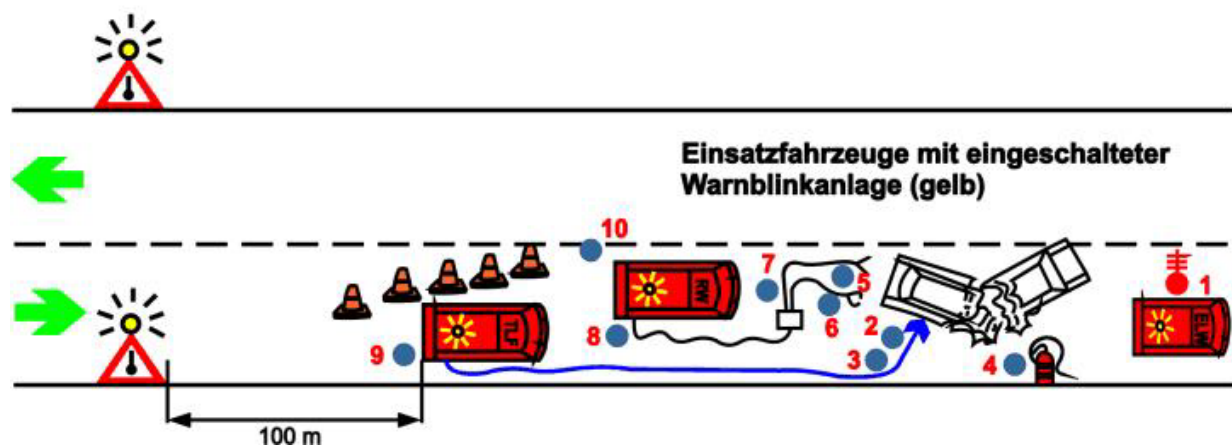 Einsatzfahrzeuge mit eingeschalteter
Warnblinkanlage (gelb)
10
7
RW
5
1
6
2
8
TLF
ELW
9
3
4
100 m